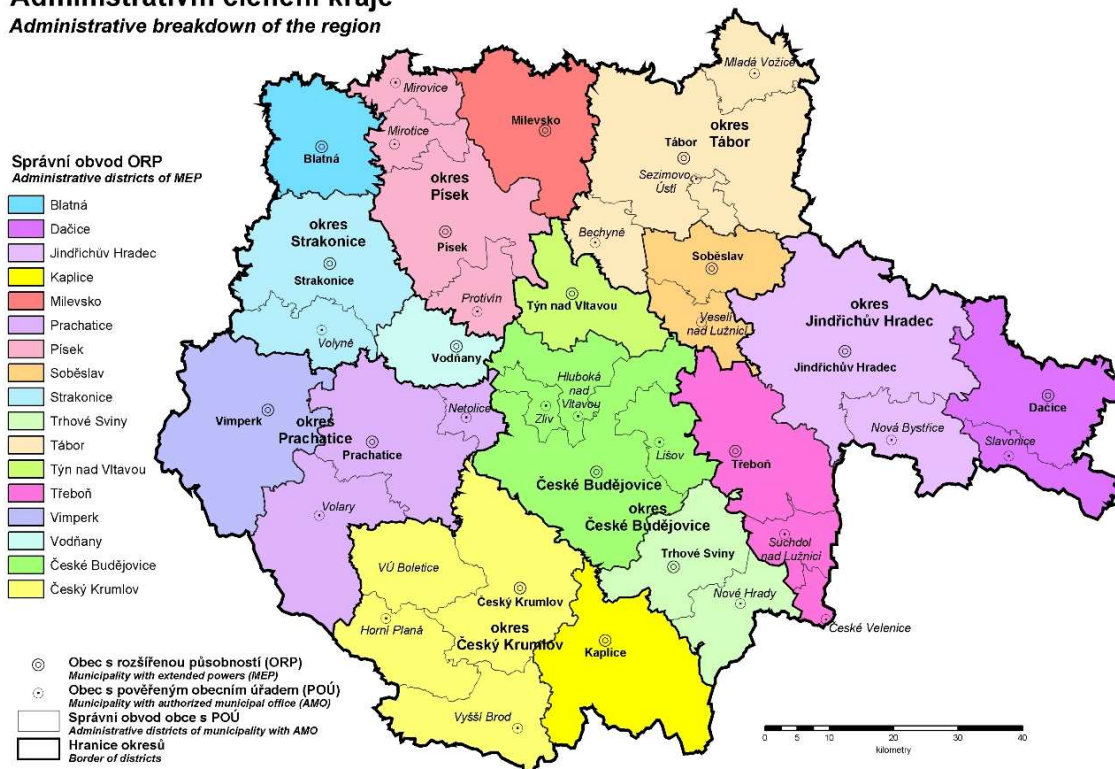 Administrativní členění kraje
Administrative breakdown of the region
Správní obvod ORP
Administrative districts of MEP
Blatná
Dačice
Jindřichův Hradec
Kaplice
Milevsko
Prachatice
Písek
Soběslav
Strakonice
Trhové Sviny
Tábor
Týn nad Vltavou
Třeboň
Vimperk
Vodňany
České Budějovice
Český Krumlov
Mladá Vožice
Mirovice
Milevsko
okres
Tábor
Mirotice
Blatná
Tábor
Sezimovo
Ústí
okres
Písek
okres
Strakonice
Písek
Bechyně
Soběslav
Strakonice
Týn nad Vltavou
Protivín
okres
Jindřichův Hradec
Veselí
nad Lužnicí
Volyně
Vodňany
Jindřichův Hradec
Hluboká
nad
Vltavou
Zliv
Netolice
Vimperk
okres
Prachatice
Prachatice
Dačice
Nová Bystřice
Slavonice
Lišov
Třeboň
České Budějovice
okres
České Budějovice
Volary
Suchdol
nad Lužnicí
Trhové Sviny
VÚ Boletice
Český Krumlov
Nové Hrady
Horní Planá
okres
Český Krumlov
České Velenice
Kaplice
Vyšší Brod
Obec s rozšířenou působností (ORP)
Municipality with extended powers (MEP)
Obec s pověřeným obecním úřadem (POÚ)
Municipality with authorized municipal office (AMO)
Správní obvod obce s POÚ
Administrative districts of municipality with AMO
Hranice okresů
Border of districts
0 5 10 20 30 40
kilometry